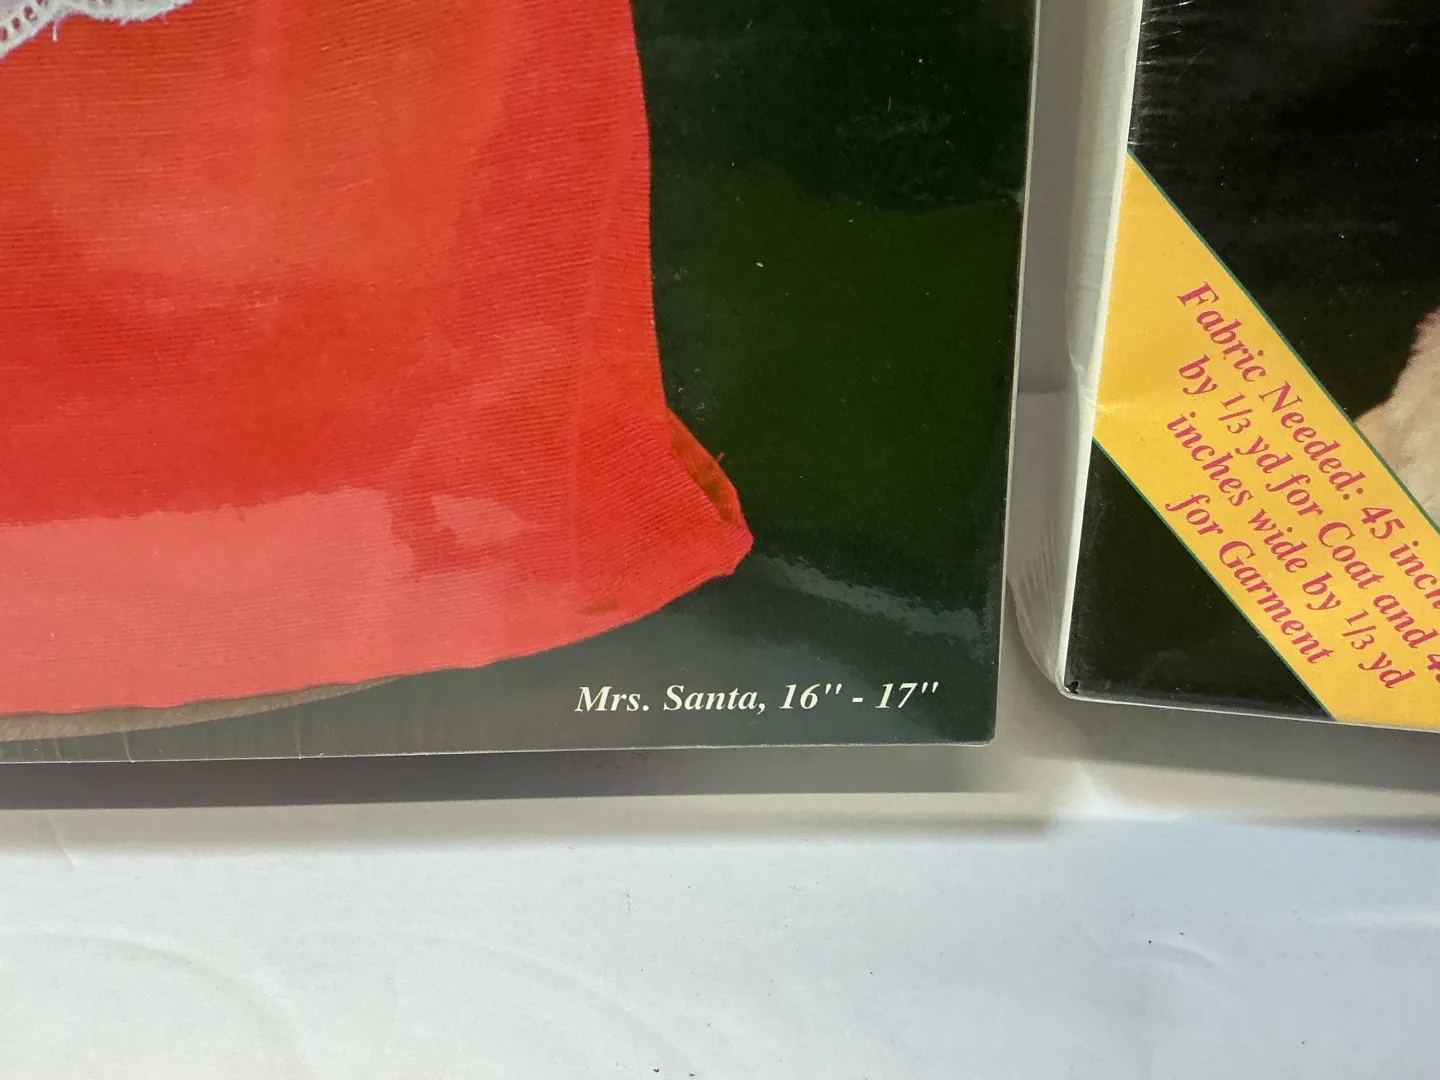 Mrs. Santa, 16" - 17"
Fabric Needed: 45 inch
by 1/3 yd for Coat and
inches wide by 1/3 yd
for Garment